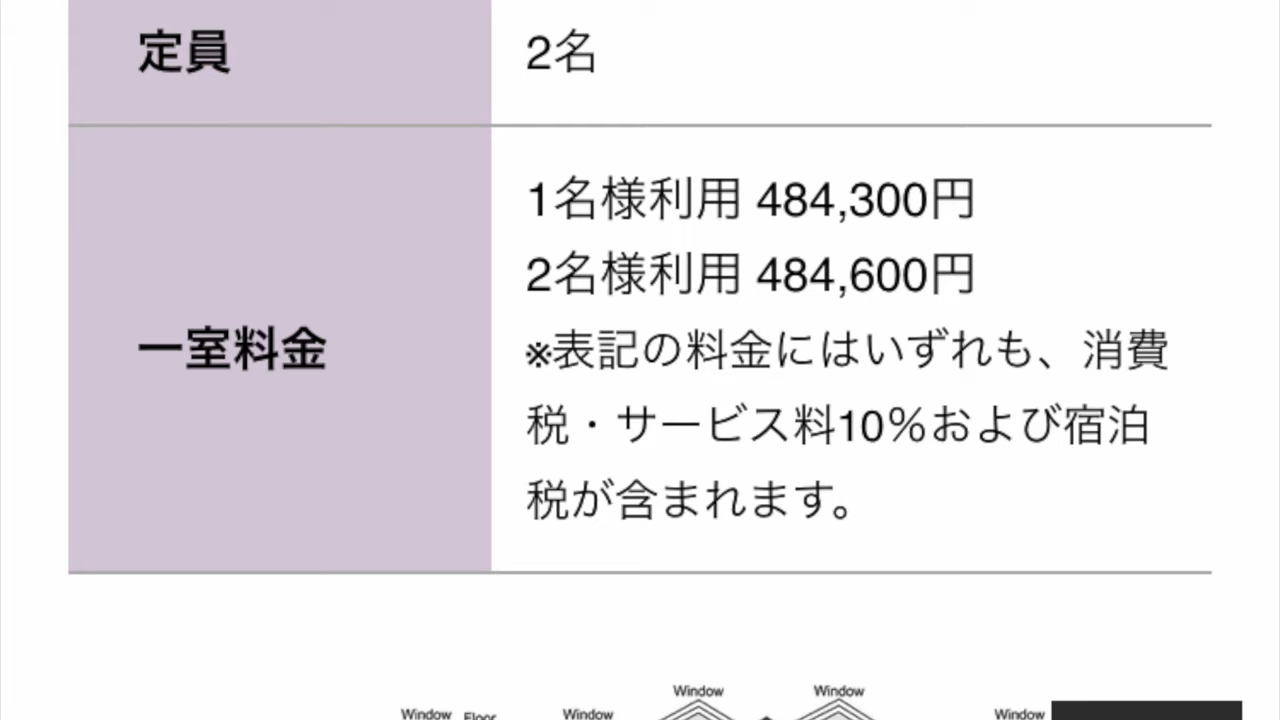 定員
2名
一室料金
1名様利用 484,300円
2名様利用 484,600円
※表記の料金にはいずれも、消費
税・サービス料10％および宿泊
税が含まれます。
Window
Window
Window
Floor
Window
Window